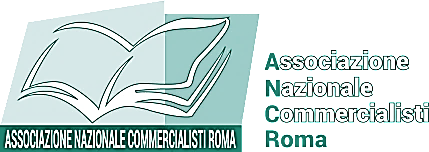 ASSOCIAZIONE NAZIONALE COMMERCIALISTI ROMA
Associazione
Nazionale
Commercialisti
Roma